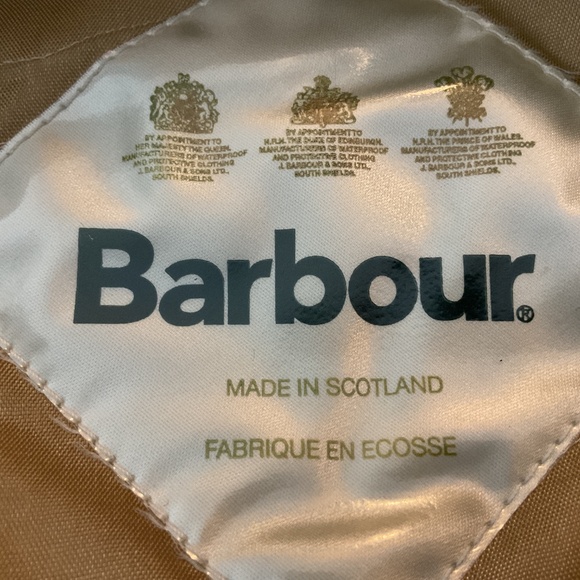 BY APPOINTMENT TO
HER MAJESTY THE QUEEN.
MANUFACTURERS OF WATERPROOF
AND PROTECTIVE CLOTHING
J. BARBOUR & SONS LTD.,
SOUTH SHIELDS.
BY APPOINTMENT TO
H.R.H. THE DUKE OF EDINBURGH.
MANUFACTURERS OF WATERPROOF
AND PROTECTIVE CLOTHING
J. BARBOUR & SONS LTD.,
SOUTH SHIELDS.
BY APPOINTMENT TO
H.R.H. THE PRINCE OF WALES.
MANUFACTURERS OF WATERPROOF
AND PROTECTIVE CLOTHING
J. BARBOUR & SONS LTD.,
SOUTH SHIELDS.
Barbour®
MADE IN SCOTLAND
FABRIQUE EN ECOSSE